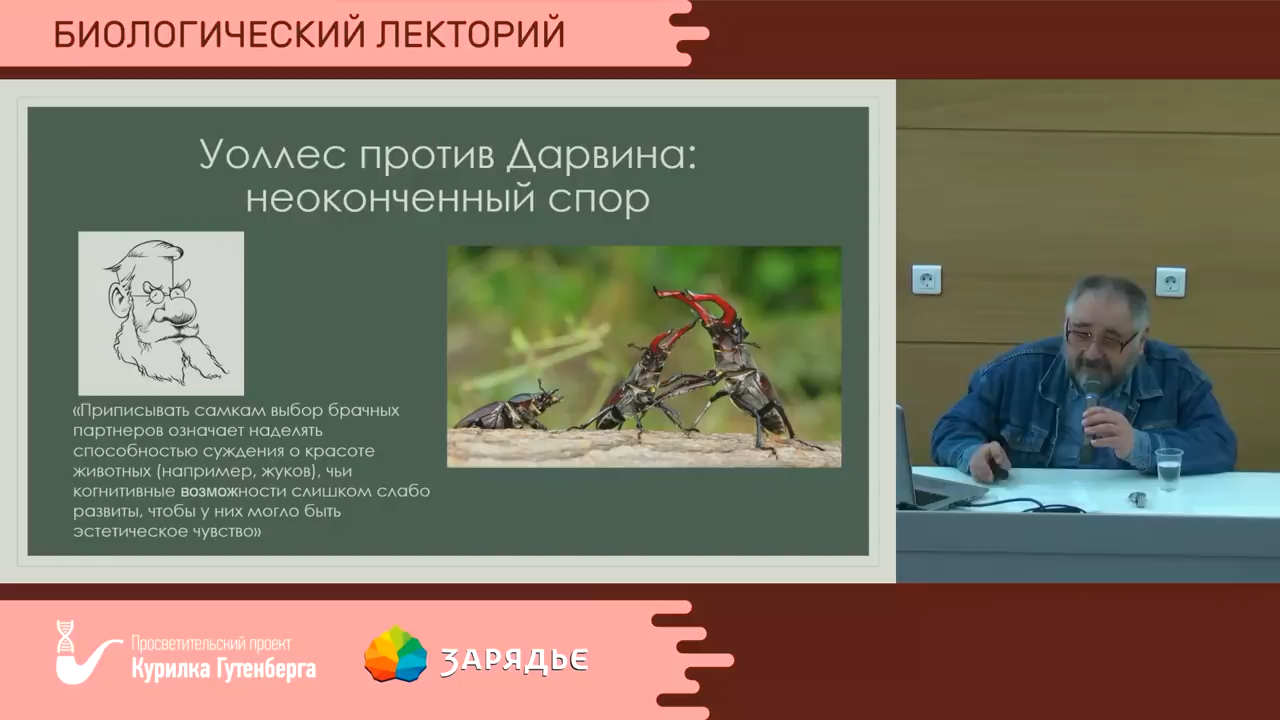 БИОЛОГИЧЕСКИЙ ЛЕКТОРИЙ
Уоллес против Дарвина:
неоконченный спор
«Приписывать самкам выбор брачных
партнеров означает наделять
способностью суждения о красоте
животных (например, жуков), чьи
когнитивные возможности слишком слабо
развиты, чтобы у них могло быть
эстетическое чувство»
Просветительский проект
Курилка Гутенберга
ЗАРЯДЬЕ